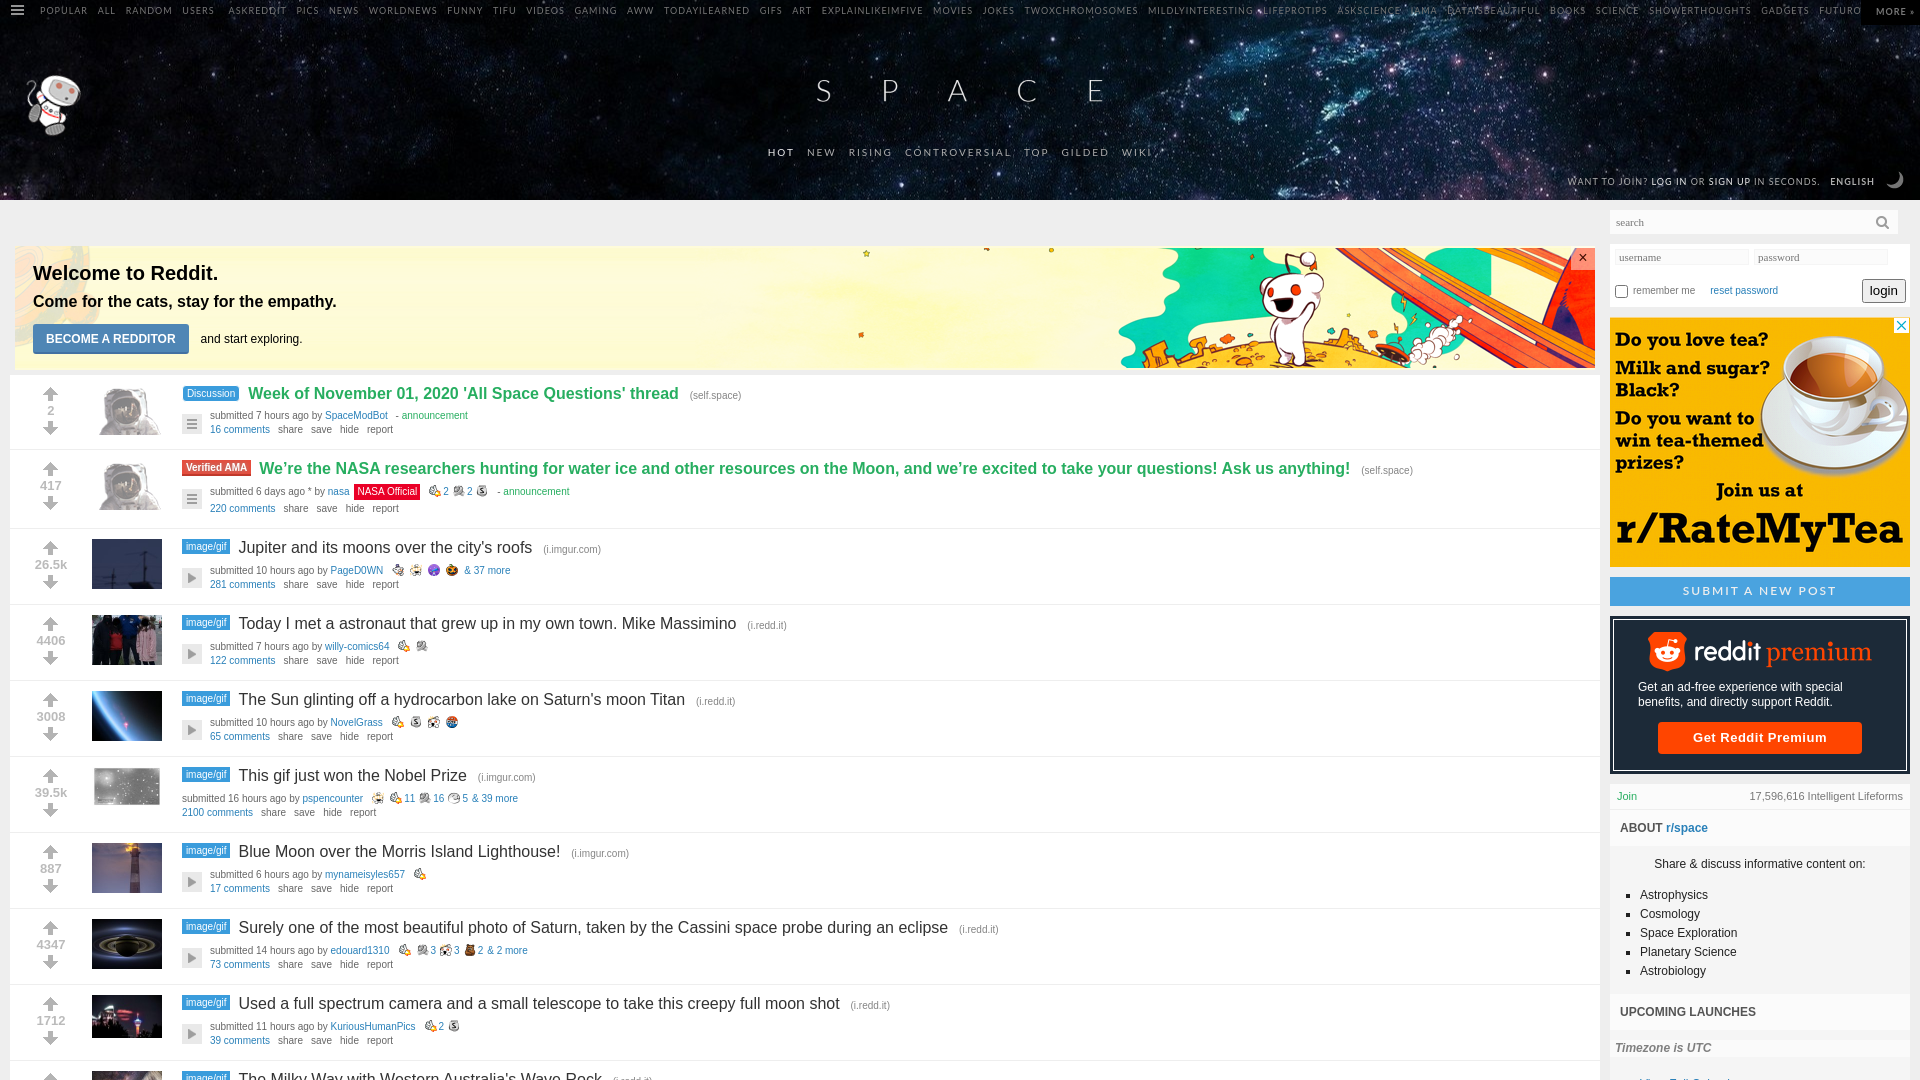 POPULAR ALL RANDOM USERS ASKREDDIT PICS NEWS WORLDNEWS FUNNY TIFU VIDEOS GAMING AWW TODAYILEARNED GIFS ART EXPLAINLIKEIMFIVE MOVIES JOKES TWOXCHROMOSOMES MILDLYINTERESTING LIFEPROTIPS ASKSCIENCE IAMA DATAISBEAUTIFUL BOOKS SCIENCE SHOWERTHOUGHTS GADGETS FUTURO MORE »
S P A C E
HOT NEW RISING CONTROVERSIAL TOP GILDED WIKI
WANT TO JOIN? LOG IN OR SIGN UP IN SECONDS. ENGLISH
Welcome to Reddit.
Come for the cats, stay for the empathy.
BECOME A REDDITOR and start exploring.
×
2
Discussion Week of November 01, 2020 'All Space Questions' thread (self.space)
submitted 7 hours ago by SpaceModBot - announcement
16 comments share save hide report
417
Verified AMA We’re the NASA researchers hunting for water ice and other resources on the Moon, and we’re excited to take your questions! Ask us anything! (self.space)
submitted 6 days ago * by nasa NASA Official 2 2 - announcement
220 comments share save hide report
26.5k
image/gif Jupiter and its moons over the city's roofs (i.imgur.com)
submitted 10 hours ago by PageD0WN & 37 more
281 comments share save hide report
4406
image/gif Today I met a astronaut that grew up in my own town. Mike Massimino (i.redd.it)
submitted 7 hours ago by willy-comics64
122 comments share save hide report
3008
image/gif The Sun glinting off a hydrocarbon lake on Saturn's moon Titan (i.redd.it)
submitted 10 hours ago by NovelGrass
65 comments share save hide report
39.5k
image/gif This gif just won the Nobel Prize (i.imgur.com)
submitted 16 hours ago by pspencounter 11 16 5 & 39 more
2100 comments share save hide report
887
image/gif Blue Moon over the Morris Island Lighthouse! (i.imgur.com)
submitted 6 hours ago by mynameisyles657
17 comments share save hide report
4347
image/gif Surely one of the most beautiful photo of Saturn, taken by the Cassini space probe during an eclipse (i.redd.it)
submitted 14 hours ago by edouard1310 3 3 2 & 2 more
73 comments share save hide report
1712
image/gif Used a full spectrum camera and a small telescope to take this creepy full moon shot (i.redd.it)
submitted 11 hours ago by KuriousHumanPics 2
39 comments share save hide report
image/gif The Milky Way with Western Australia's Wave Rock (i.redd.it)
search
username password
remember me reset password login
Do you love tea?
Milk and sugar?
Black?
Do you want to
win tea-themed
prizes?
Join us at
r/RateMyTea
SUBMIT A NEW POST
reddit premium
Get an ad-free experience with special
benefits, and directly support Reddit.
Get Reddit Premium
Join 17,596,616 Intelligent Lifeforms
ABOUT r/space
Share & discuss informative content on:
Astrophysics
Cosmology
Space Exploration
Planetary Science
Astrobiology
UPCOMING LAUNCHES
Timezone is UTC